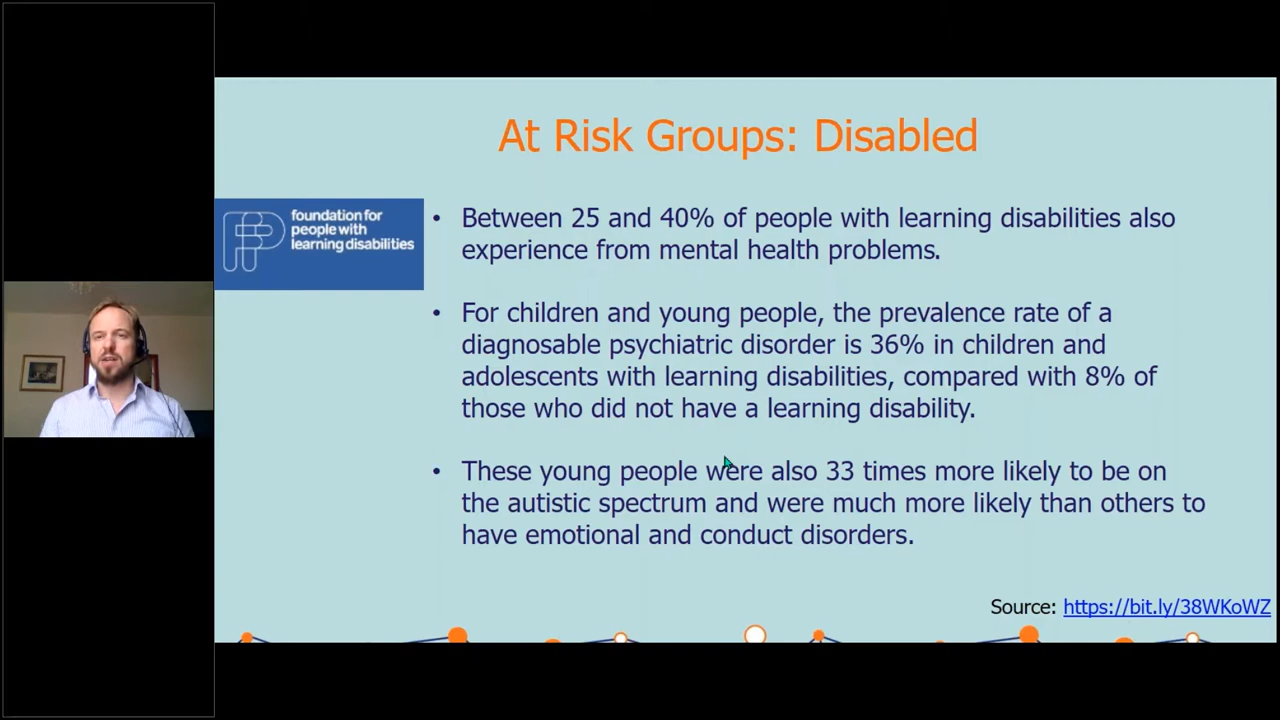 At Risk Groups: Disabled
foundation for
people with
learning disabilities
• Between 25 and 40% of people with learning disabilities also
experience from mental health problems.
• For children and young people, the prevalence rate of a
diagnosable psychiatric disorder is 36% in children and
adolescents with learning disabilities, compared with 8% of
those who did not have a learning disability.
• These young people were also 33 times more likely to be on
the autistic spectrum and were much more likely than others to
have emotional and conduct disorders.
Source: https://bit.ly/38WKoWZ